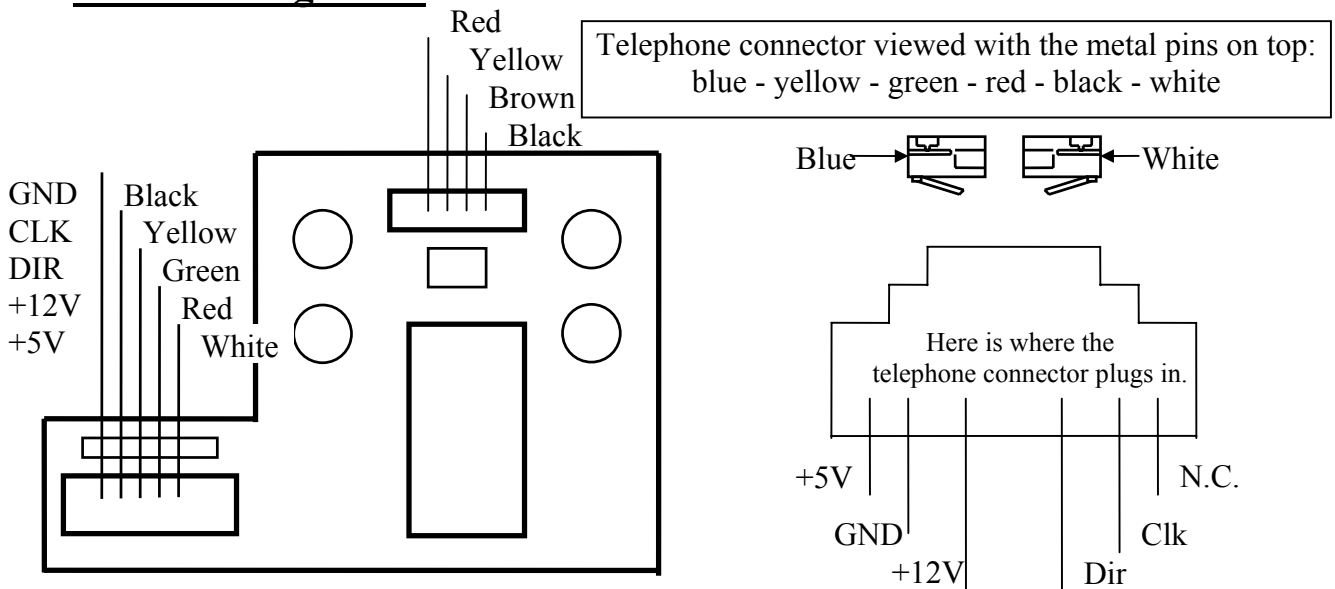 Red
Yellow
Brown
Black
Telephone connector viewed with the metal pins on top:
blue - yellow - green - red - black - white
Blue
White
GND
CLK
DIR
+12V
+5V
Black
Yellow
Green
Red
White
Here is where the
telephone connector plugs in.
+5V
GND
+12V
Dir
Clk
N.C.